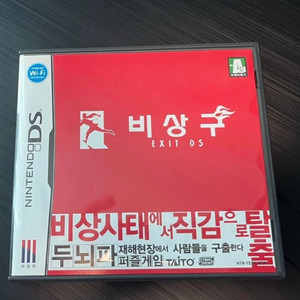 Wi-Fi
NINTENDO DS
비상구
EXIT DS
비상사태에서 직감으로 탈출
두뇌파
재해현장에서 사람들을 구출한다
퍼즐게임 TAITO